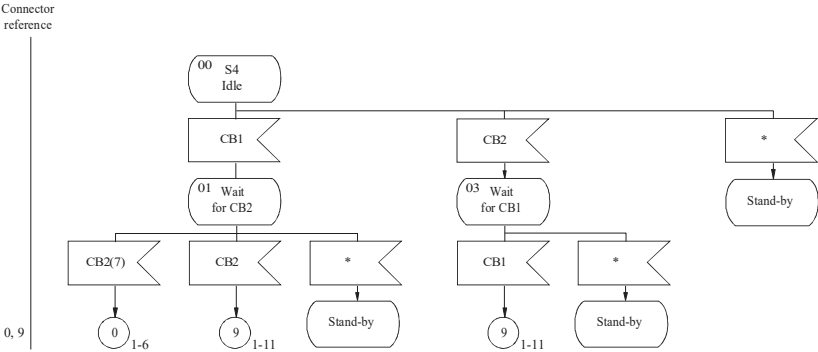 Connector
reference
00 S4
Idle
CB1
CB2
*
01 Wait
for CB2
03 Wait
for CB1
Stand-by
CB2(7)
CB2
*
CB1
*
Stand-by
Stand-by
0, 9
0
1-6
9
1-11
9
1-11